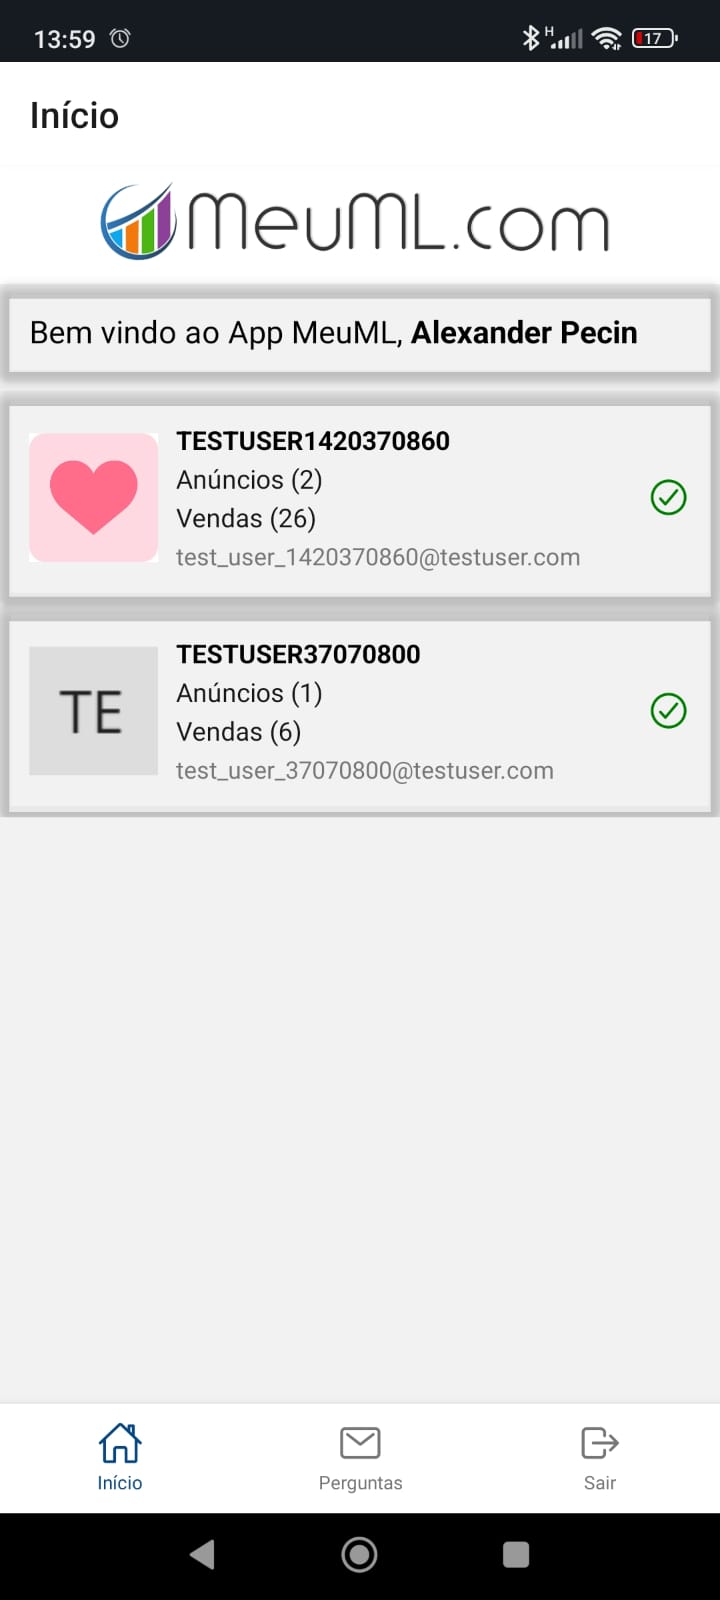 13:59
H
17
Início
MeuML.com
Bem vindo ao App MeuML, Alexander Pecin
TESTUSER1420370860
Anúncios (2)
Vendas (26)
test_user_1420370860@testuser.com
TE
TESTUSER37070800
Anúncios (1)
Vendas (6)
test_user_37070800@testuser.com
Início
Perguntas
Sair